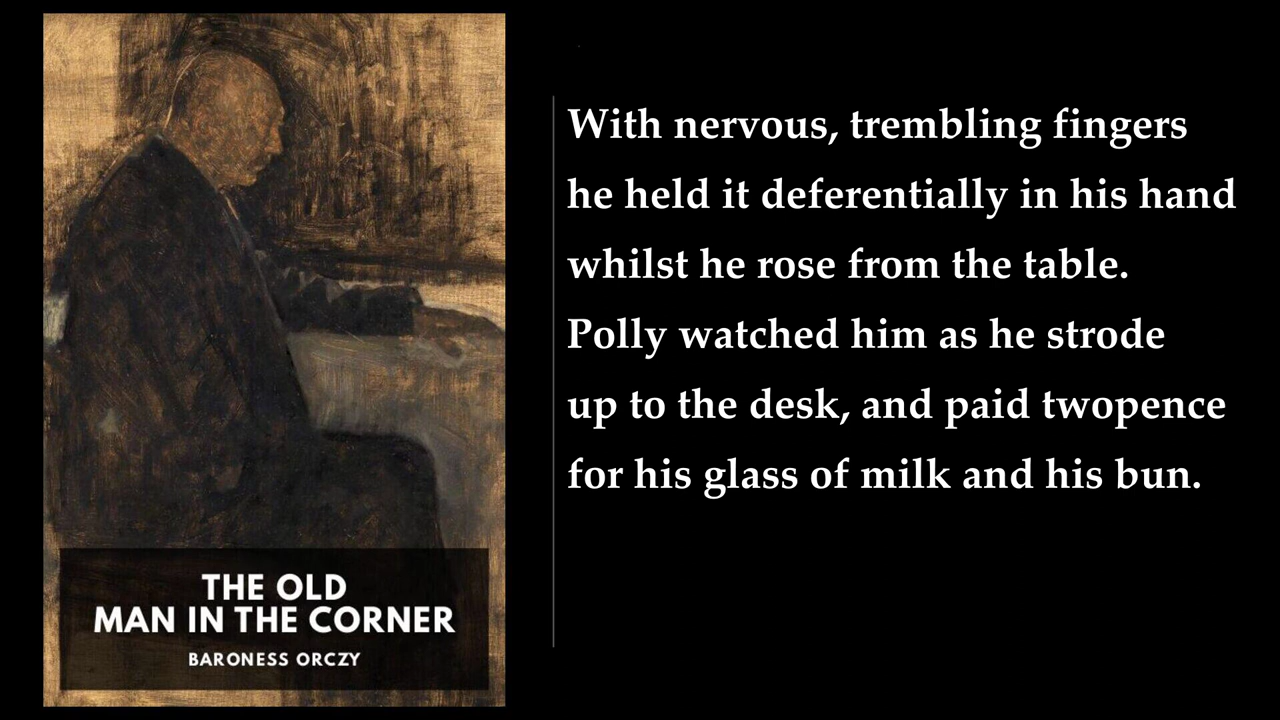 With nervous, trembling fingers
he held it deferentially in his hand
whilst he rose from the table.
Polly watched him as he strode
up to the desk, and paid twopence
for his glass of milk and his bun.
THE OLD
MAN IN THE CORNER
BARONESS ORCZY